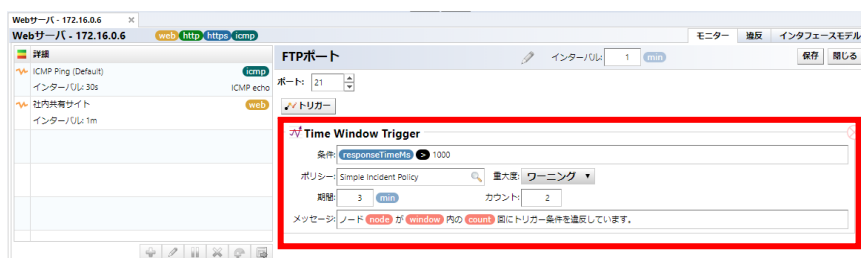 Webサーバ - 172.16.0.6 ×
Webサーバ - 172.16.0.6 web http https icmp モニター 違反 インタフェースモデル
詳細
ICMP Ping (Default) icmp
インターバル: 30s ICMP echo
社内共有サイト web
インターバル: 1m
FTPポート インターバル: 1 min 保存 閉じる
ポート: 21
トリガー
Time Window Trigger
条件: responseTimeMs > 1000
ポリシー: Simple Incident Policy 重大度: ワーニング
期間: 3 min カウント: 2
メッセージ: ノード node が window 内の count 回にトリガー条件を違反しています。